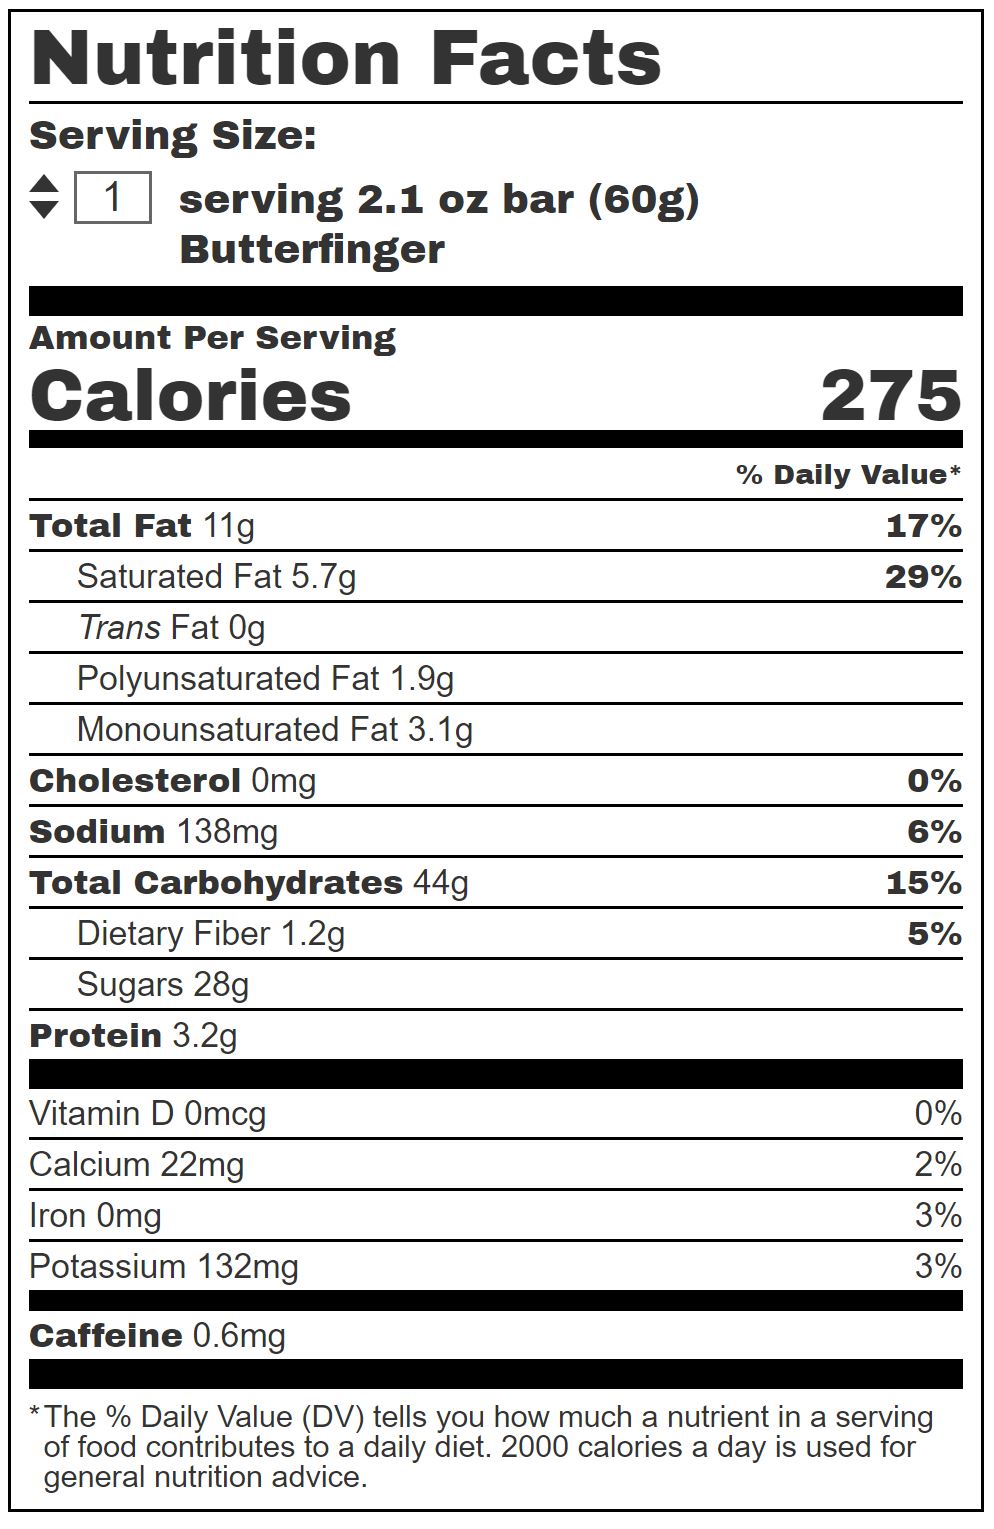 Nutrition Facts
Serving Size:
1 serving 2.1 oz bar (60g)
Butterfinger
Amount Per Serving
Calories 275
% Daily Value*
Total Fat 11g 17%
Saturated Fat 5.7g 29%
Trans Fat 0g
Polyunsaturated Fat 1.9g
Monounsaturated Fat 3.1g
Cholesterol 0mg 0%
Sodium 138mg 6%
Total Carbohydrates 44g 15%
Dietary Fiber 1.2g 5%
Sugars 28g
Protein 3.2g
Vitamin D 0mcg 0%
Calcium 22mg 2%
Iron 0mg 3%
Potassium 132mg 3%
Caffeine 0.6mg
*The % Daily Value (DV) tells you how much a nutrient in a serving
of food contributes to a daily diet. 2000 calories a day is used for
general nutrition advice.